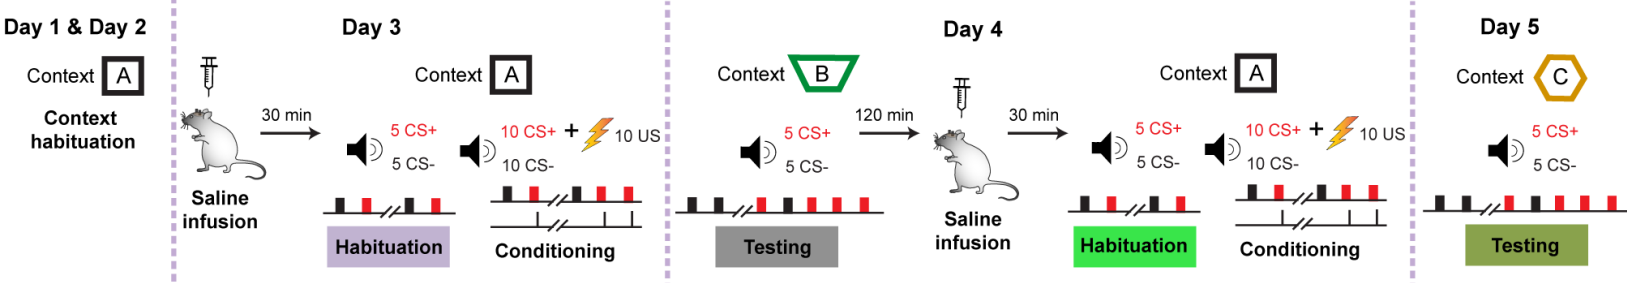 Day 1 & Day 2
Context A
Context
habituation
Day 3
Saline
infusion
30 min
Context A
5 CS+
5 CS-
Habituation
10 CS+ + 10 US
10 CS-
Conditioning
Day 4
Context B
5 CS+
5 CS-
Testing
120 min
Saline
infusion
30 min
Context A
5 CS+
5 CS-
Habituation
10 CS+ + 10 US
10 CS-
Conditioning
Day 5
Context C
5 CS+
5 CS-
Testing